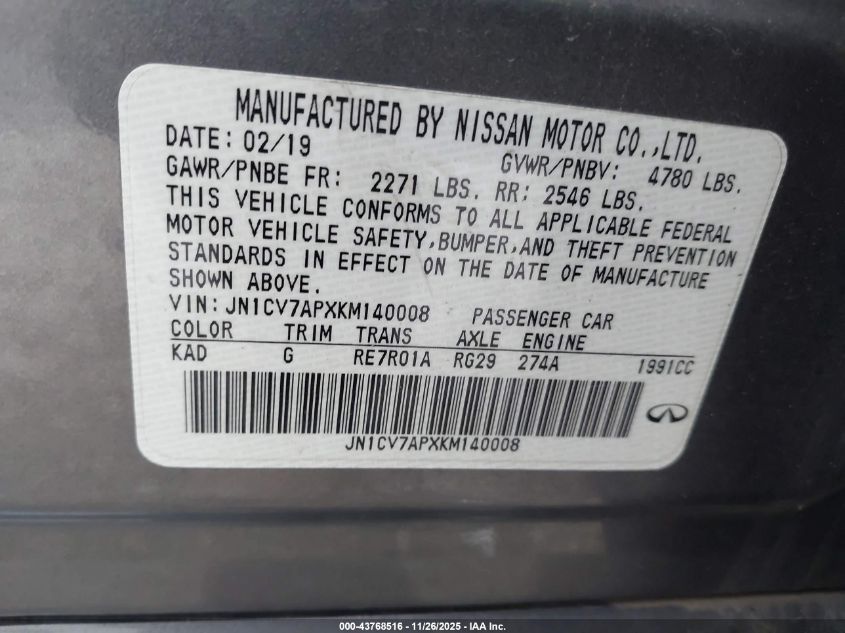 MANUFACTURED BY NISSAN MOTOR CO.,LTD.
DATE: 02/19 GVWR/PNBV: 4780 LBS.
GAWR/PNBE FR: 2271 LBS. RR: 2546 LBS.
THIS VEHICLE CONFORMS TO ALL APPLICABLE FEDERAL
MOTOR VEHICLE SAFETY,BUMPER,AND THEFT PREVENTION
STANDARDS IN EFFECT ON THE DATE OF MANUFACTURE
SHOWN ABOVE.
VIN: JN1CV7APXKM140008 PASSENGER CAR
COLOR TRIM TRANS AXLE ENGINE
KAD G RE7R01A RG29 274A 1991CC
JN1CV7APXKM140008
000-43768516 - 11/26/2025 - IAA Inc.